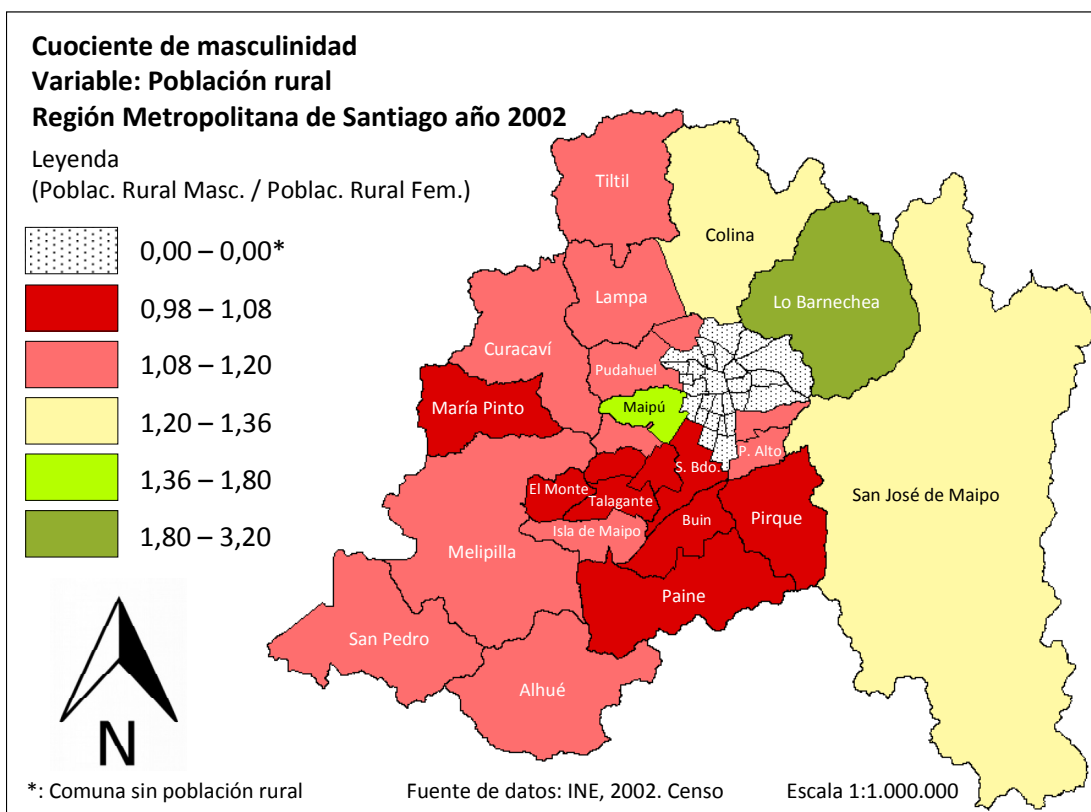 Cuociente de masculinidad
Variable: Población rural
Región Metropolitana de Santiago año 2002
Leyenda
(Poblac. Rural Masc. / Poblac. Rural Fem.)
0,00 – 0,00*
0,98 – 1,08
1,08 – 1,20
1,20 – 1,36
1,36 – 1,80
1,80 – 3,20
Tiltil
Colina
Lo Barnechea
Lampa
Curacaví
Pudahuel
María Pinto
Maipú
P. Alto
S. Bdo.
El Monte
Talagante
San José de Maipo
Isla de Maipo
Buin
Pirque
Melipilla
Paine
San Pedro
Alhué
N
*: Comuna sin población rural
Fuente de datos: INE, 2002. Censo
Escala 1:1.000.000